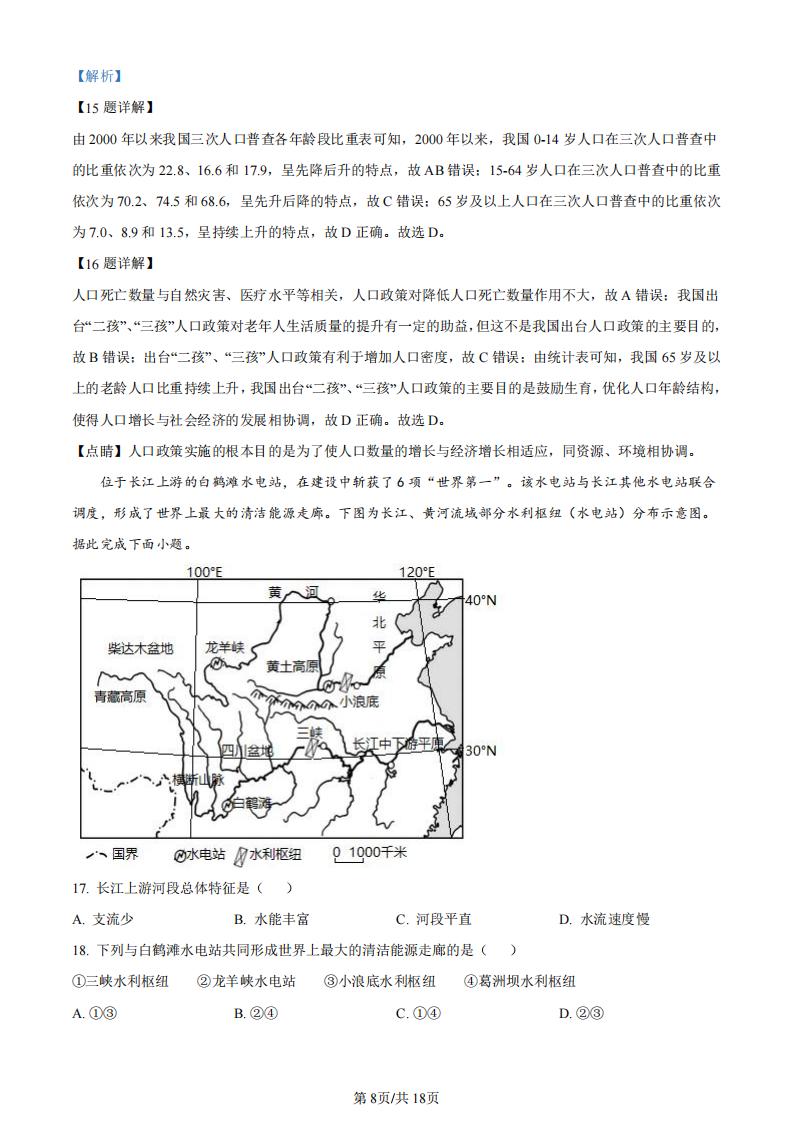 【解析】
【15 题详解】
由 2000 年以来我国三次人口普查各年龄段比重表可知，2000 年以来，我国 0-14 岁人口在三次人口普查中
的比重依次为 22.8、16.6 和 17.9，呈先降后升的特点，故 AB 错误；15-64 岁人口在三次人口普查中的比重
依次为 70.2、74.5 和 68.6，呈先升后降的特点，故 C 错误；65 岁及以上人口在三次人口普查中的比重依次
为 7.0、8.9 和 13.5，呈持续上升的特点，故 D 正确。故选 D。
【16 题详解】
人口死亡数量与自然灾害、医疗水平等相关，人口政策对降低人口死亡数量作用不大，故 A 错误；我国出
台“二孩”、“三孩”人口政策对老年人生活质量的提升有一定的助益，但这不是我国出台人口政策的主要目的，
故 B 错误；出台“二孩”、“三孩”人口政策有利于增加人口密度，故 C 错误；由统计表可知，我国 65 岁及以
上的老龄人口比重持续上升，我国出台“二孩”、“三孩”人口政策的主要目的是鼓励生育，优化人口年龄结构，
使得人口增长与社会经济的发展相协调，故 D 正确。故选 D。
【点睛】人口政策实施的根本目的是为了使人口数量的增长与经济增长相适应，同资源、环境相协调。
位于长江上游的白鹤滩水电站，在建设中斩获了 6 项“世界第一”。该水电站与长江其他水电站联合
调度，形成了世界上最大的清洁能源走廊。下图为长江、黄河流域部分水利枢纽（水电站）分布示意图。
据此完成下面小题。
100°E 120°E
黄 河 华北平原 40°N
柴达木盆地 龙羊峡
黄土高原
青藏高原 小浪底
三峡
四川盆地 长江中下游平原 30°N
横断山脉
白鹤滩
国界 水电站 水利枢纽 0 1000千米
17. 长江上游河段总体特征是（ ）
A. 支流少 B. 水能丰富 C. 河段平直 D. 水流速度慢
18. 下列与白鹤滩水电站共同形成世界上最大的清洁能源走廊的是（ ）
①三峡水利枢纽 ②龙羊峡水电站 ③小浪底水利枢纽 ④葛洲坝水利枢纽
A. ①③ B. ②④ C. ①④ D. ②③
第 8页/共 18页